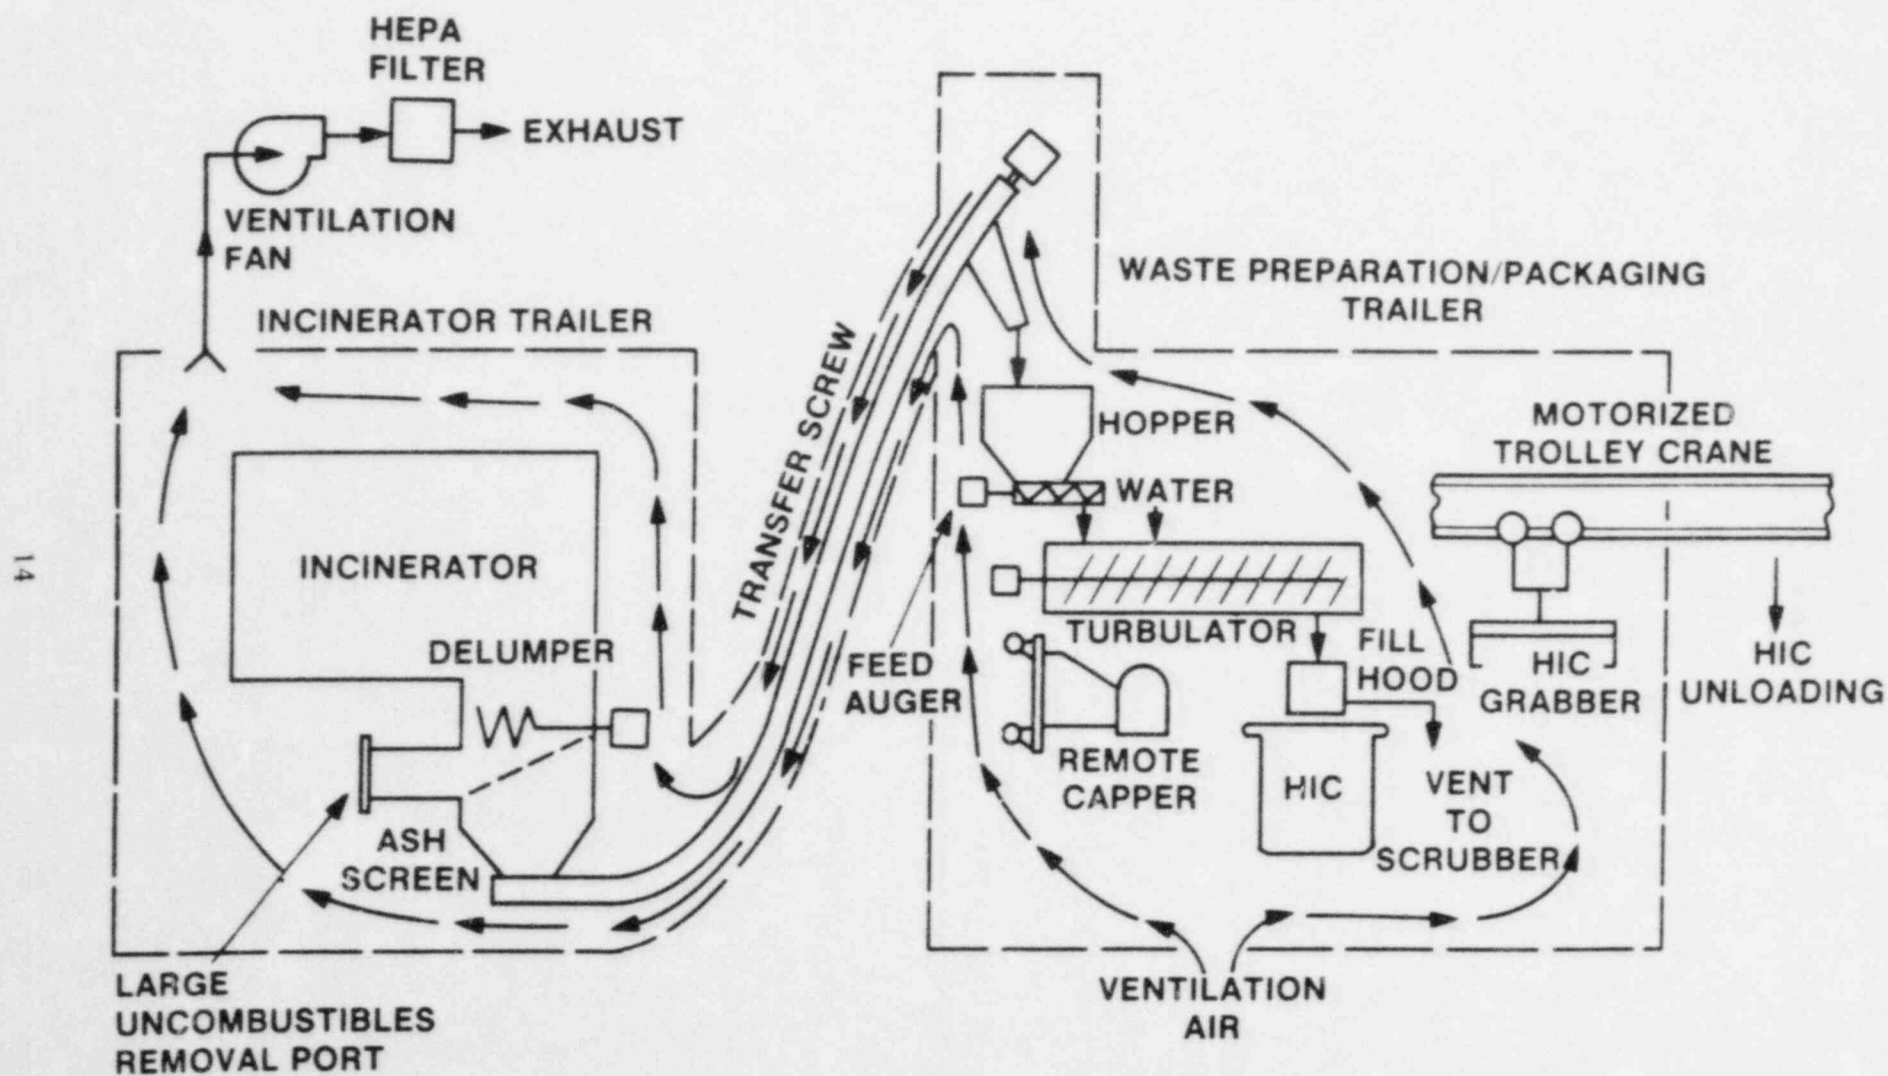 HEPA
FILTER
EXHAUST
VENTILATION
FAN
INCINERATOR TRAILER
WASTE PREPARATION/PACKAGING
TRAILER
TRANSFER SCREW
HOPPER
MOTORIZED
TROLLEY CRANE
WATER
INCINERATOR
14
DELUMPER
TURBULATOR
FEED
AUGER
FILL
HOOD
HIC
GRABBER
HIC
UNLOADING
REMOTE
CAPPER
HIC
VENT
TO
SCRUBBER
ASH
SCREEN
LARGE
UNCOMBUSTIBLES
REMOVAL PORT
VENTILATION
AIR